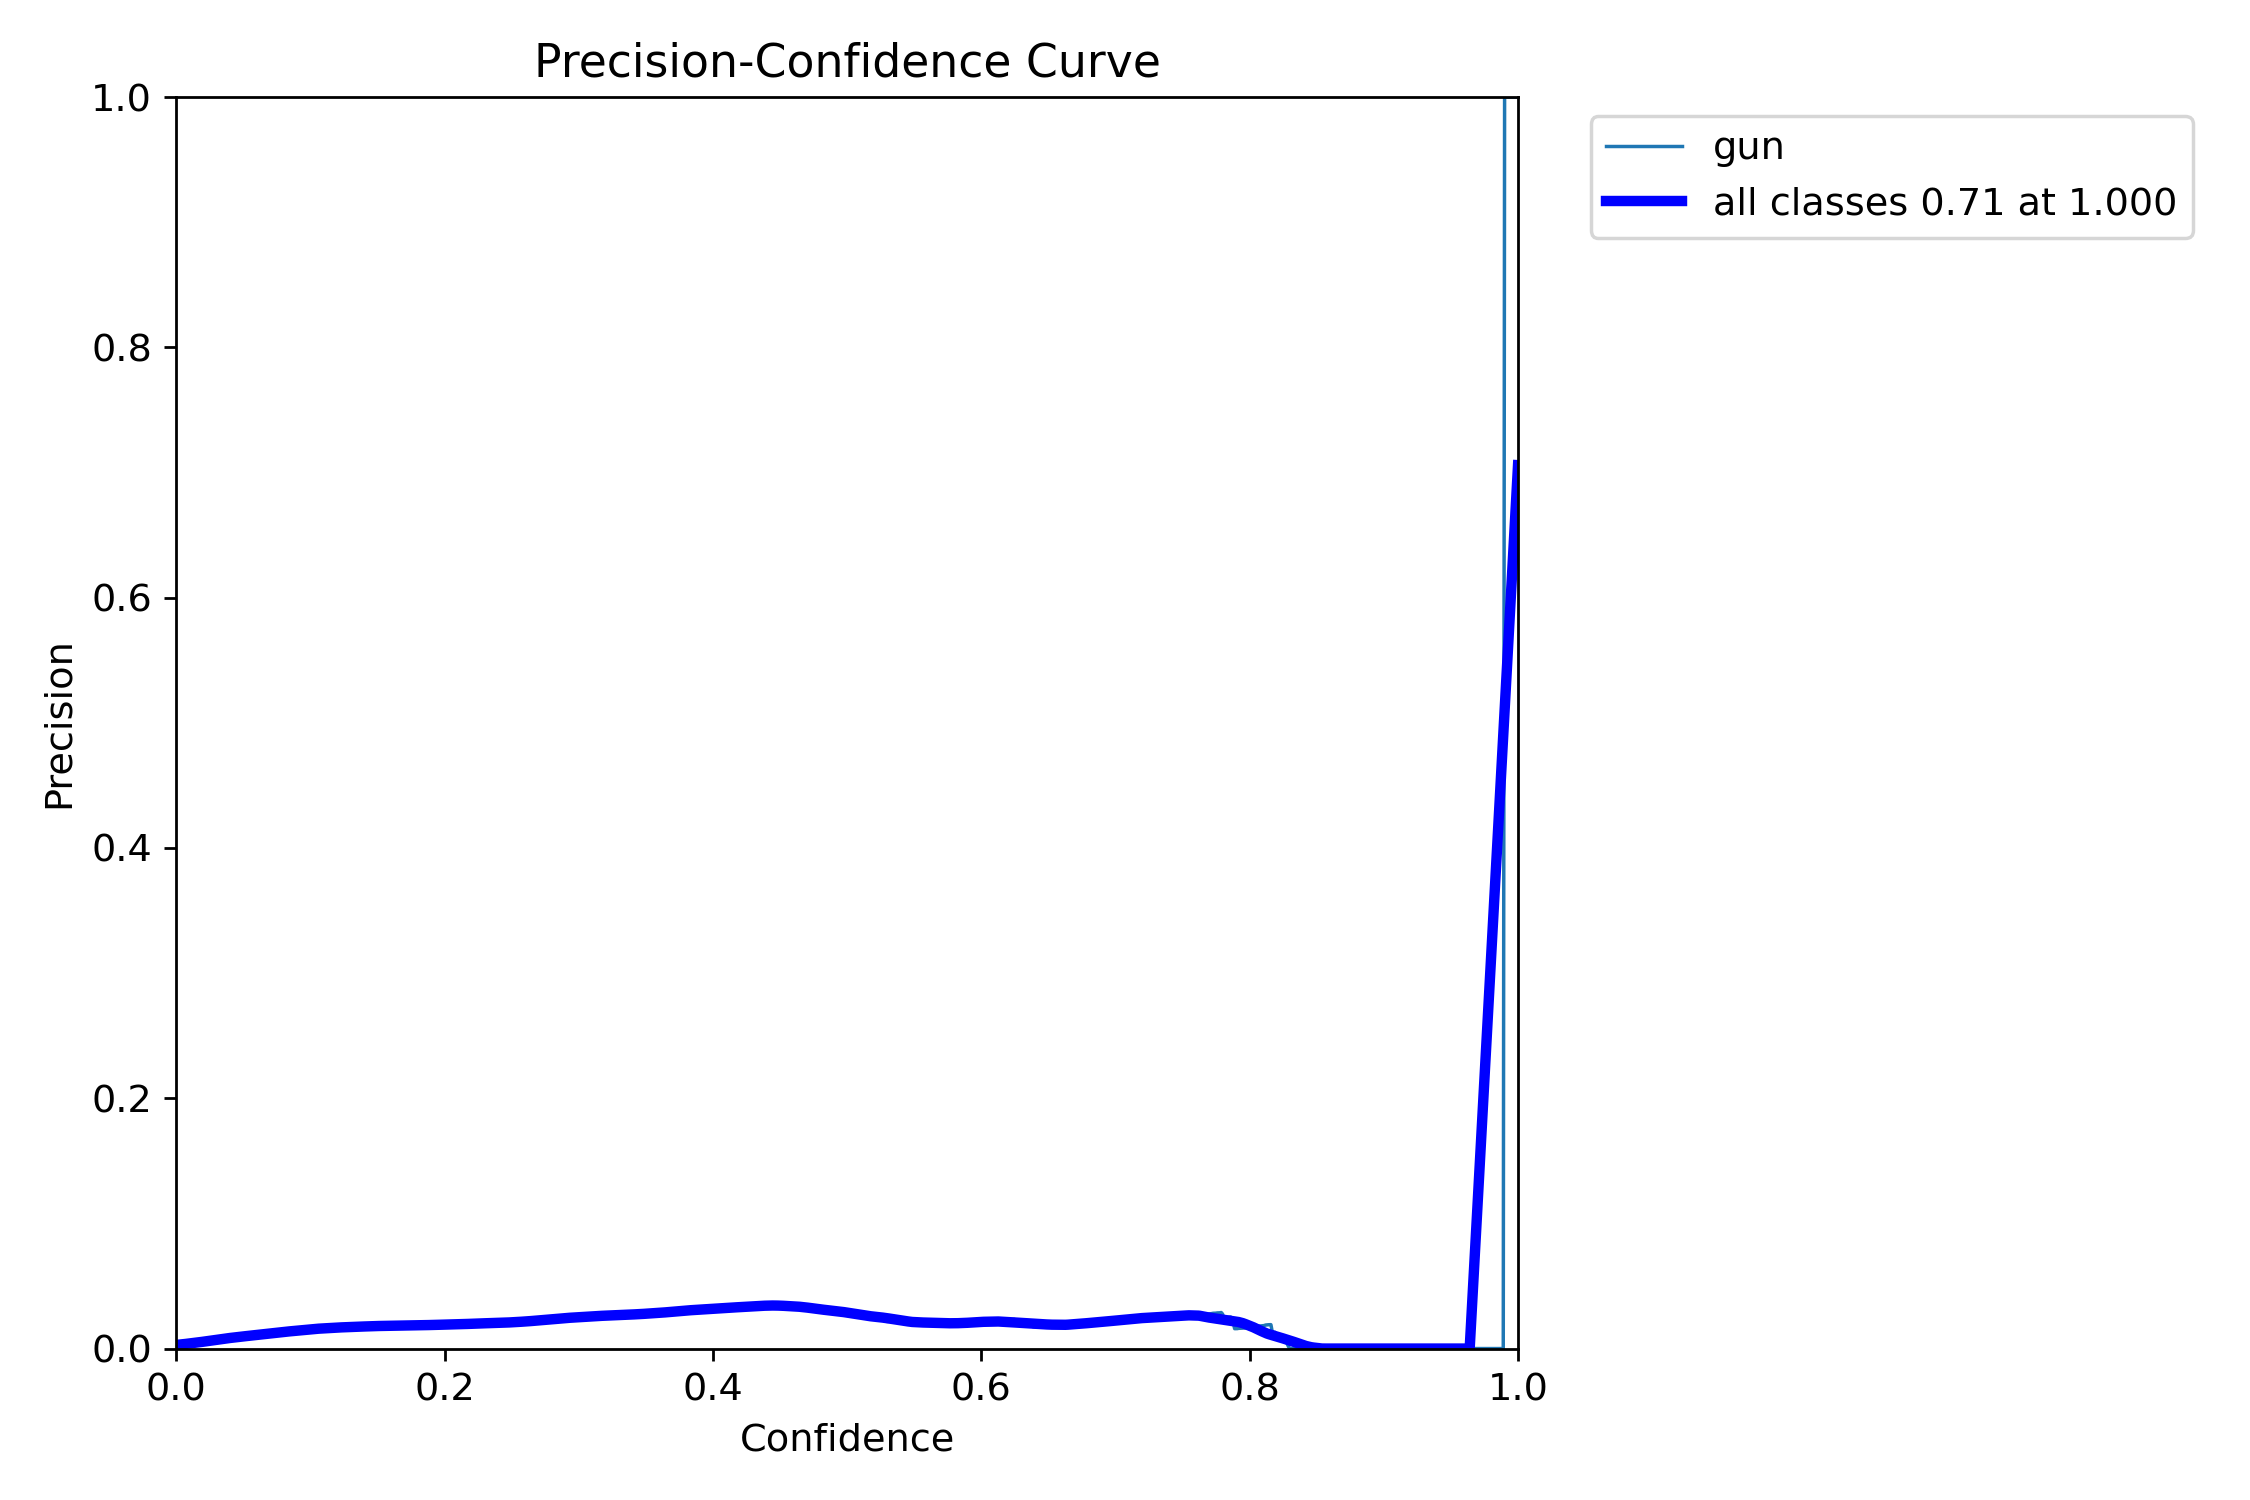 Precision-Confidence Curve
1.0
0.8
0.6
0.4
0.2
0.0
Precision
0.0 0.2 0.4 0.6 0.8 1.0
Confidence
gun
all classes 0.71 at 1.000